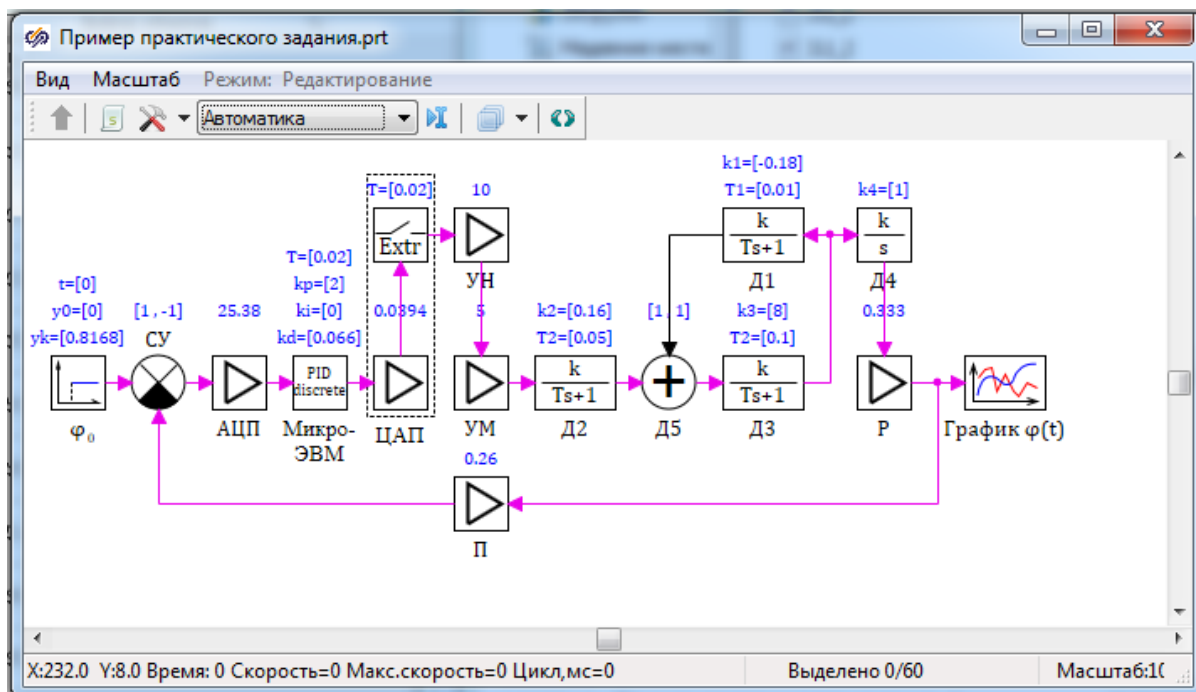 Пример практического задания.prt
Вид Масштаб Режим: Редактирование
Автоматика
k1=[-0.18]
T=[0.02] 10 T1=[0.01] k4=[1]
k
Ts+1
k
s
Extr
T=[0.02] УН Д1 Д4
t=[0] kp=[2]
y0=[0] [1,-1] 25.38 ki=[0] 0.0394 5 k2=[0.16] [1,1] k3=[8] 0.333
yk=[0.8168] СУ kd=[0.066] T2=[0.05] T2=[0.1]
PID
discrete
k
Ts+1
k
Ts+1
φ₀ АЦП Микро-
ЭВМ ЦАП УМ Д2 Д5 Д3 Р График φ(t)
0.26
П
X:232.0 Y:8.0 Время: 0 Скорость=0 Макс.скорость=0 Цикл,мс=0 Выделено 0/60 Масштаб:10